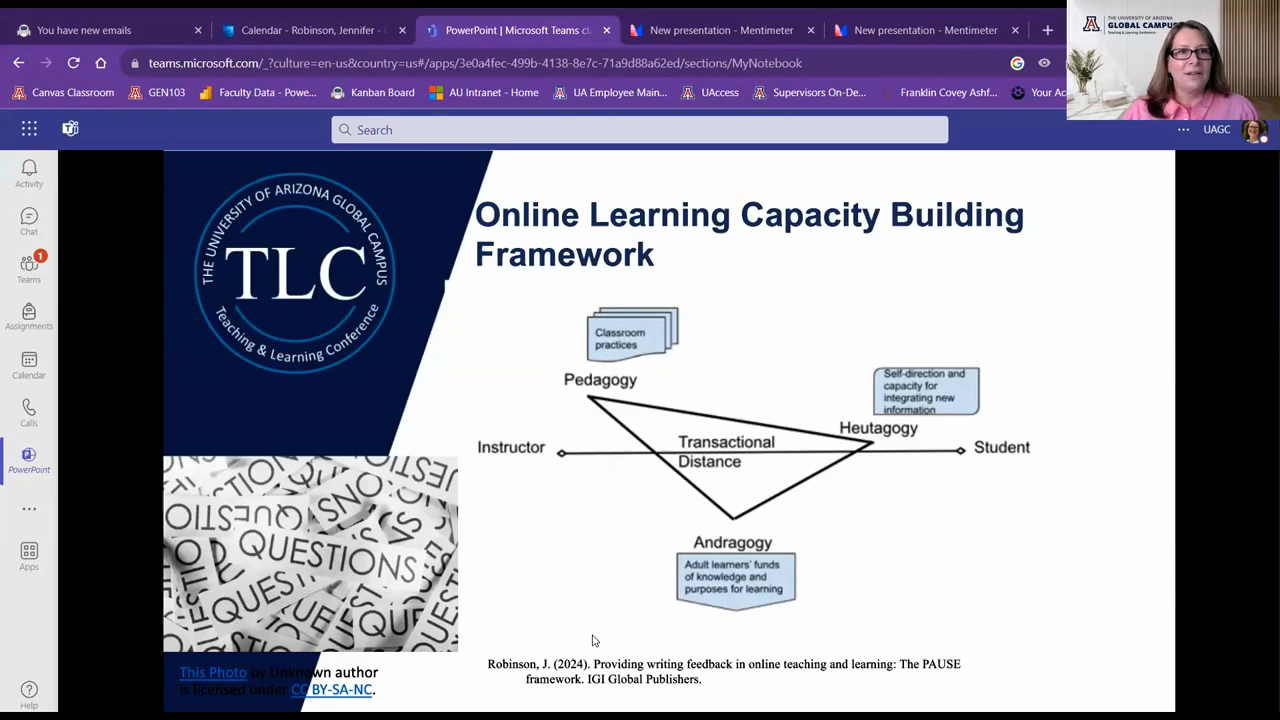 You have new emails
Calendar - Robinson, Jennifer -
PowerPoint | Microsoft Teams cl
New presentation - Mentimeter
New presentation - Mentimeter
teams.microsoft.com/_?culture=en-us&country=us#/apps/3e0a4fec-499b-4138-8e7c-71a9d88a62ed/sections/MyNotebook
Canvas Classroom
GEN103
Faculty Data - Powe...
Kanban Board
AU Intranet - Home
UA Employee Main...
UAccess
Supervisors On-De...
Franklin Covey Ashf...
Your Ac
THE UNIVERSITY OF ARIZONA
GLOBAL CAMPUS
Teaching & Learning Conference
Search
UAGC
Activity
Chat
1
Teams
Assignments
Calendar
Calls
PowerPoint
Apps
Help
THE UNIVERSITY OF ARIZONA GLOBAL CAMPUS
TLC
Teaching & Learning Conference
Online Learning Capacity Building
Framework
Classroom
practices
Pedagogy
Self-direction and
capacity for
integrating new
information
Heutagogy
Instructor
Transactional
Distance
Student
Andragogy
Adult learners' funds
of knowledge and
purposes for learning
QUESTIONS
Robinson, J. (2024). Providing writing feedback in online teaching and learning: The PAUSE
framework. IGI Global Publishers.
This Photo by Unknown author
is licensed under CC BY-SA-NC.